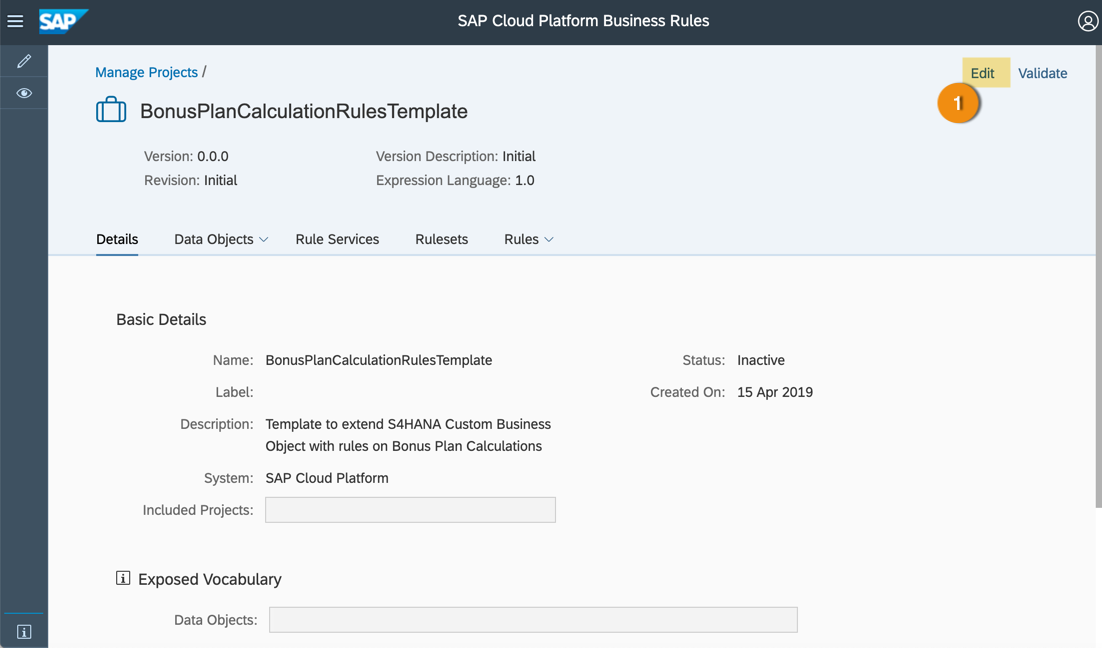 SAP
SAP Cloud Platform Business Rules
Manage Projects /
Edit
Validate
1
BonusPlanCalculationRulesTemplate
Version: 0.0.0
Version Description: Initial
Revision: Initial
Expression Language: 1.0
Details
Data Objects
Rule Services
Rulesets
Rules
Basic Details
Name: BonusPlanCalculationRulesTemplate
Status: Inactive
Label:
Created On: 15 Apr 2019
Description: Template to extend S4HANA Custom Business
Object with rules on Bonus Plan Calculations
System: SAP Cloud Platform
Included Projects:
Exposed Vocabulary
Data Objects: